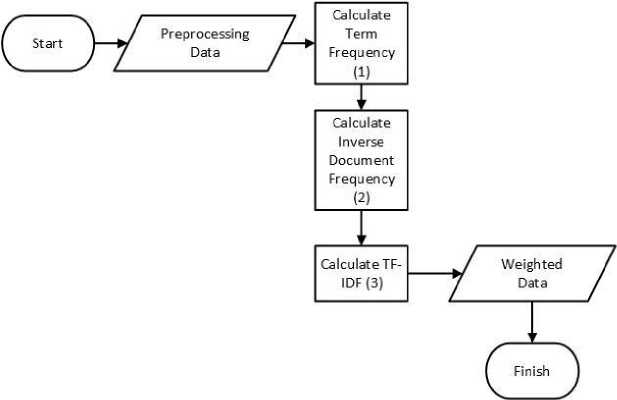 Start
Preprocessing
Data
Calculate
Term
Frequency
(1)
Calculate
Inverse
Document
Frequency
(2)
Calculate TF-
IDF (3)
Weighted
Data
Finish